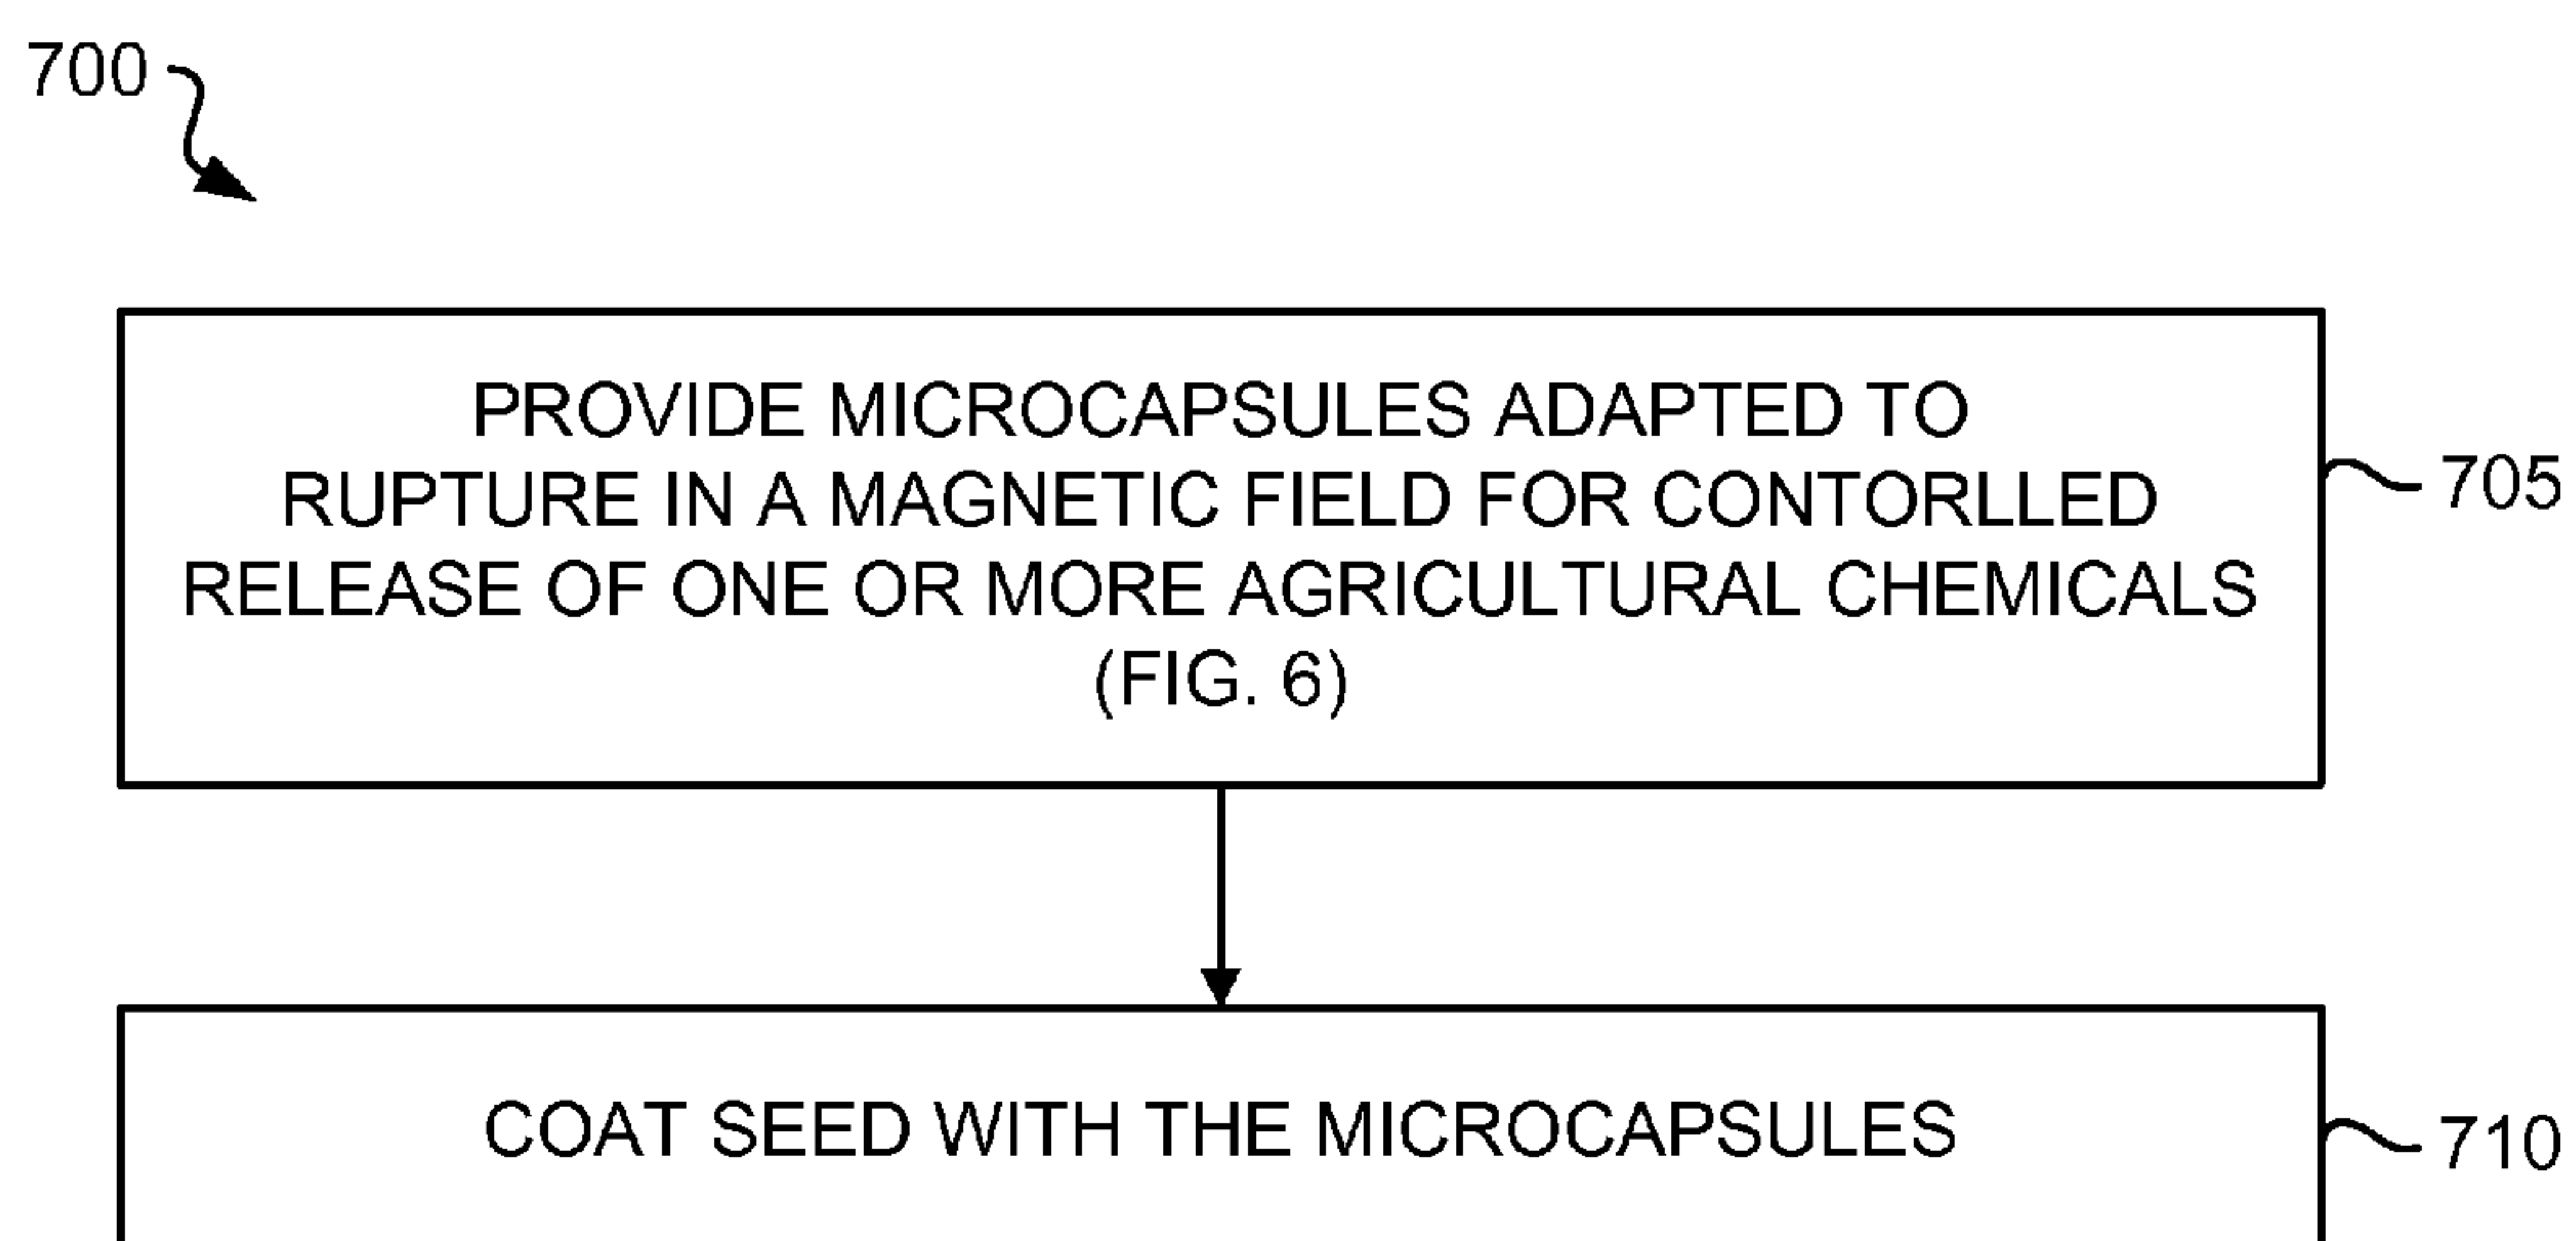 700
PROVIDE MICROCAPSULES ADAPTED TO
RUPTURE IN A MAGNETIC FIELD FOR CONTORLLED
RELEASE OF ONE OR MORE AGRICULTURAL CHEMICALS
(FIG. 6)
705
COAT SEED WITH THE MICROCAPSULES
710